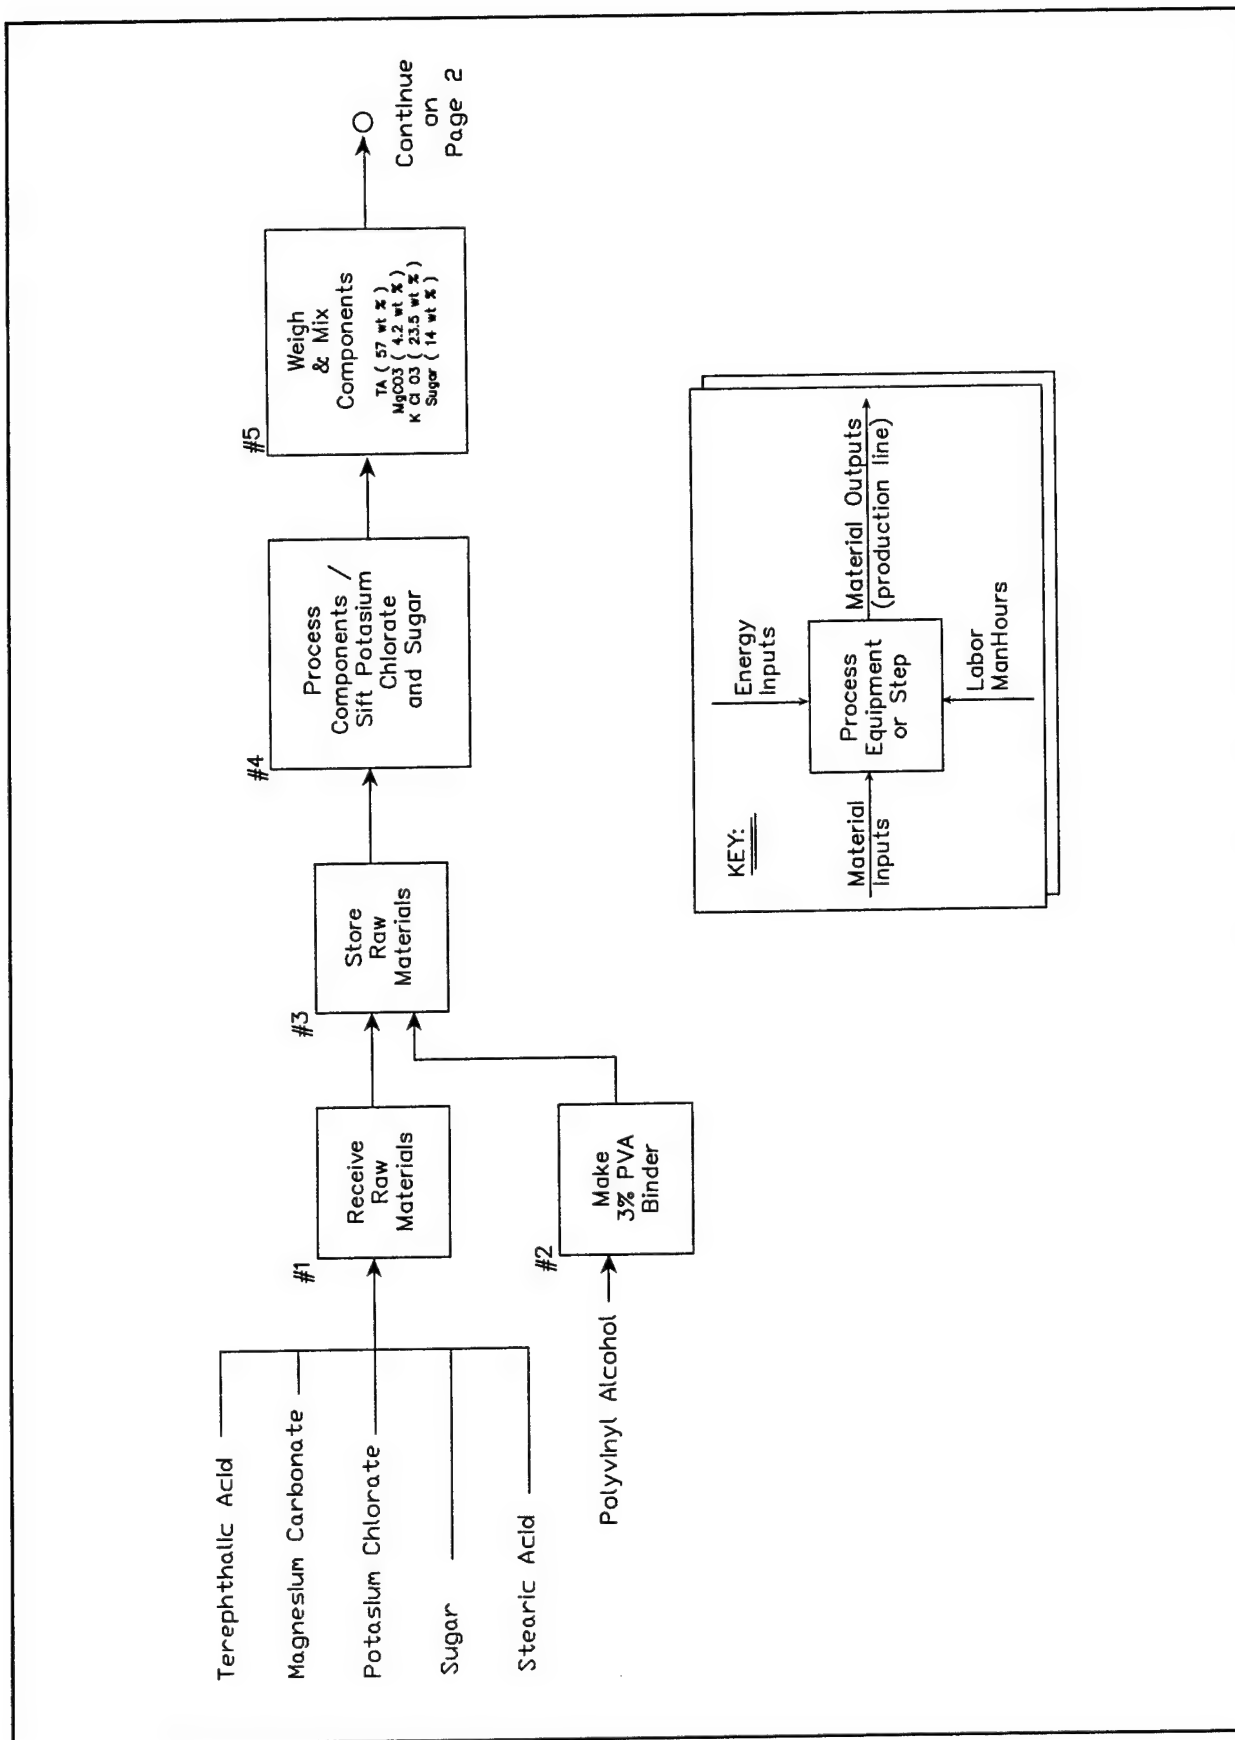 Terephthalic Acid
Magnesium Carbonate
Potasium Chlorate
Sugar
Stearic Acid
Polyvinyl Alcohol
#1
Receive
Raw
Materials
#2
Make
3% PVA
Binder
#3
Store
Raw
Materials
#4
Process
Components /
Sift Potasium
Chlorate
and Sugar
#5
Weigh
& Mix
Components
TA ( 57 wt % )
MgCO3 ( 4.2 wt % )
K Cl O3 ( 23.5 wt % )
Sugar ( 14 wt % )
Continue
on
Page 2
KEY:
Material
Inputs
Energy
Inputs
Process
Equipment
or Step
Labor
ManHours
Material Outputs
(production line)